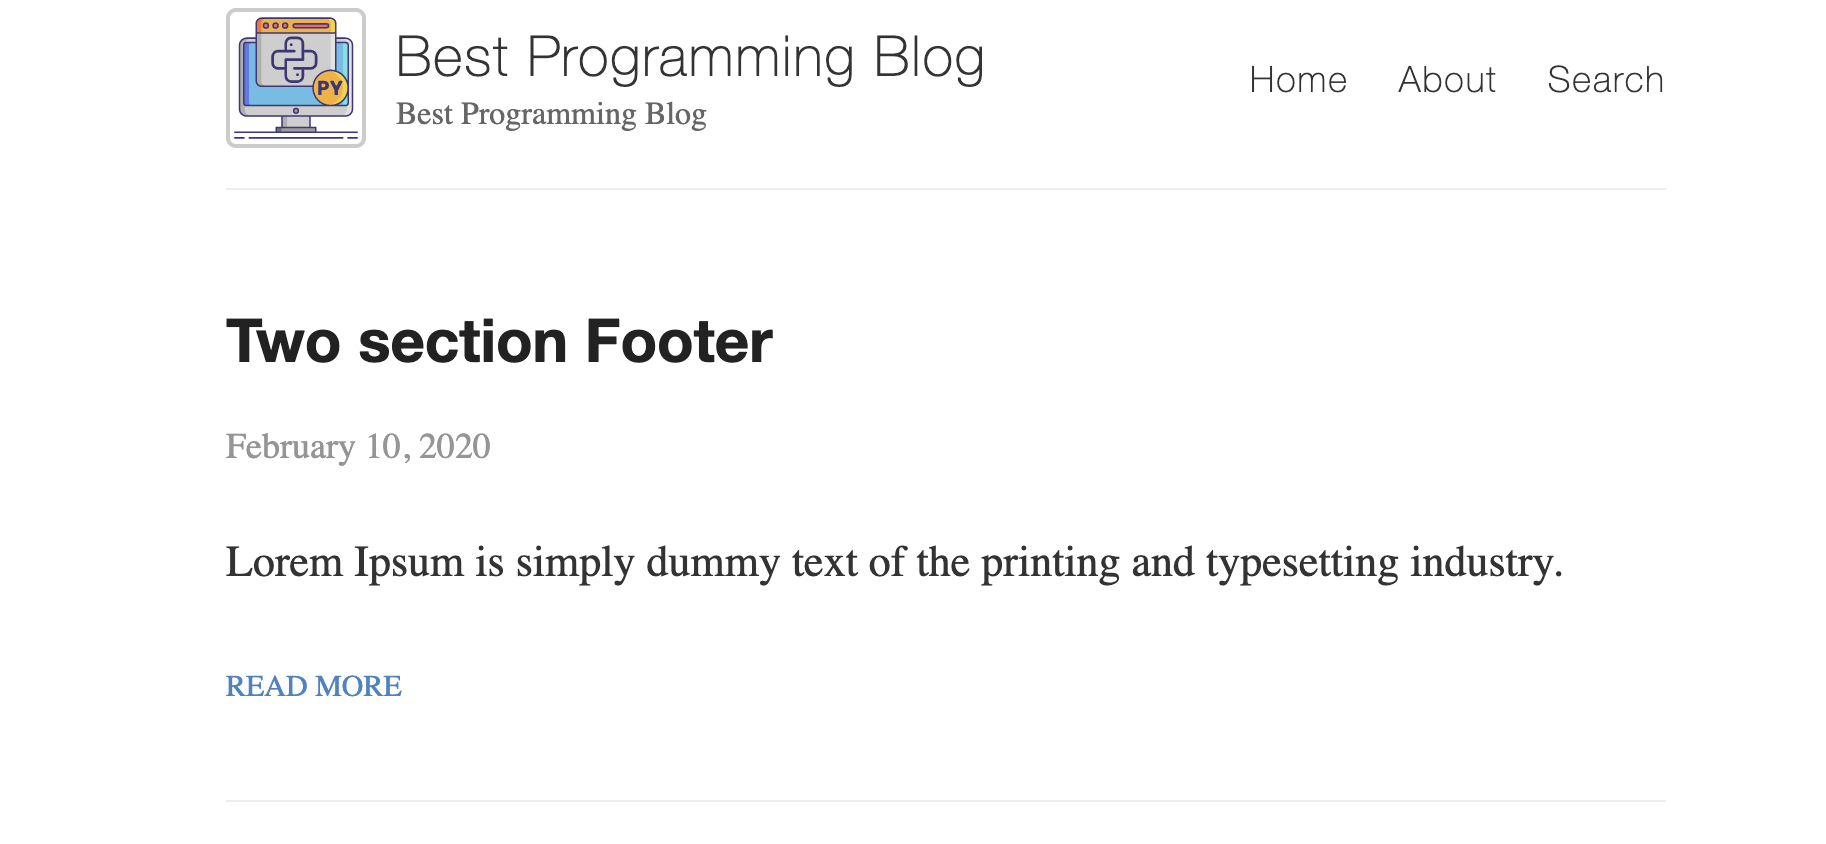 PY
Best Programming Blog
Best Programming Blog
Home About Search
Two section Footer
February 10, 2020
Lorem Ipsum is simply dummy text of the printing and typesetting industry.
READ MORE